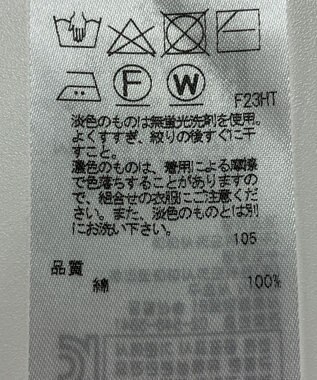 F W
F23HT
淡色のものは無蛍光洗剤を使用。
よくすすぎ、絞りの後すぐに干
すこと。
濃色のものは、着用による摩擦
で色落ちすることがありますの
で、組合せの衣服にご注意くだ
さい。また、淡色のものとは別
にお洗い下さい。
105
品質
綿 100%